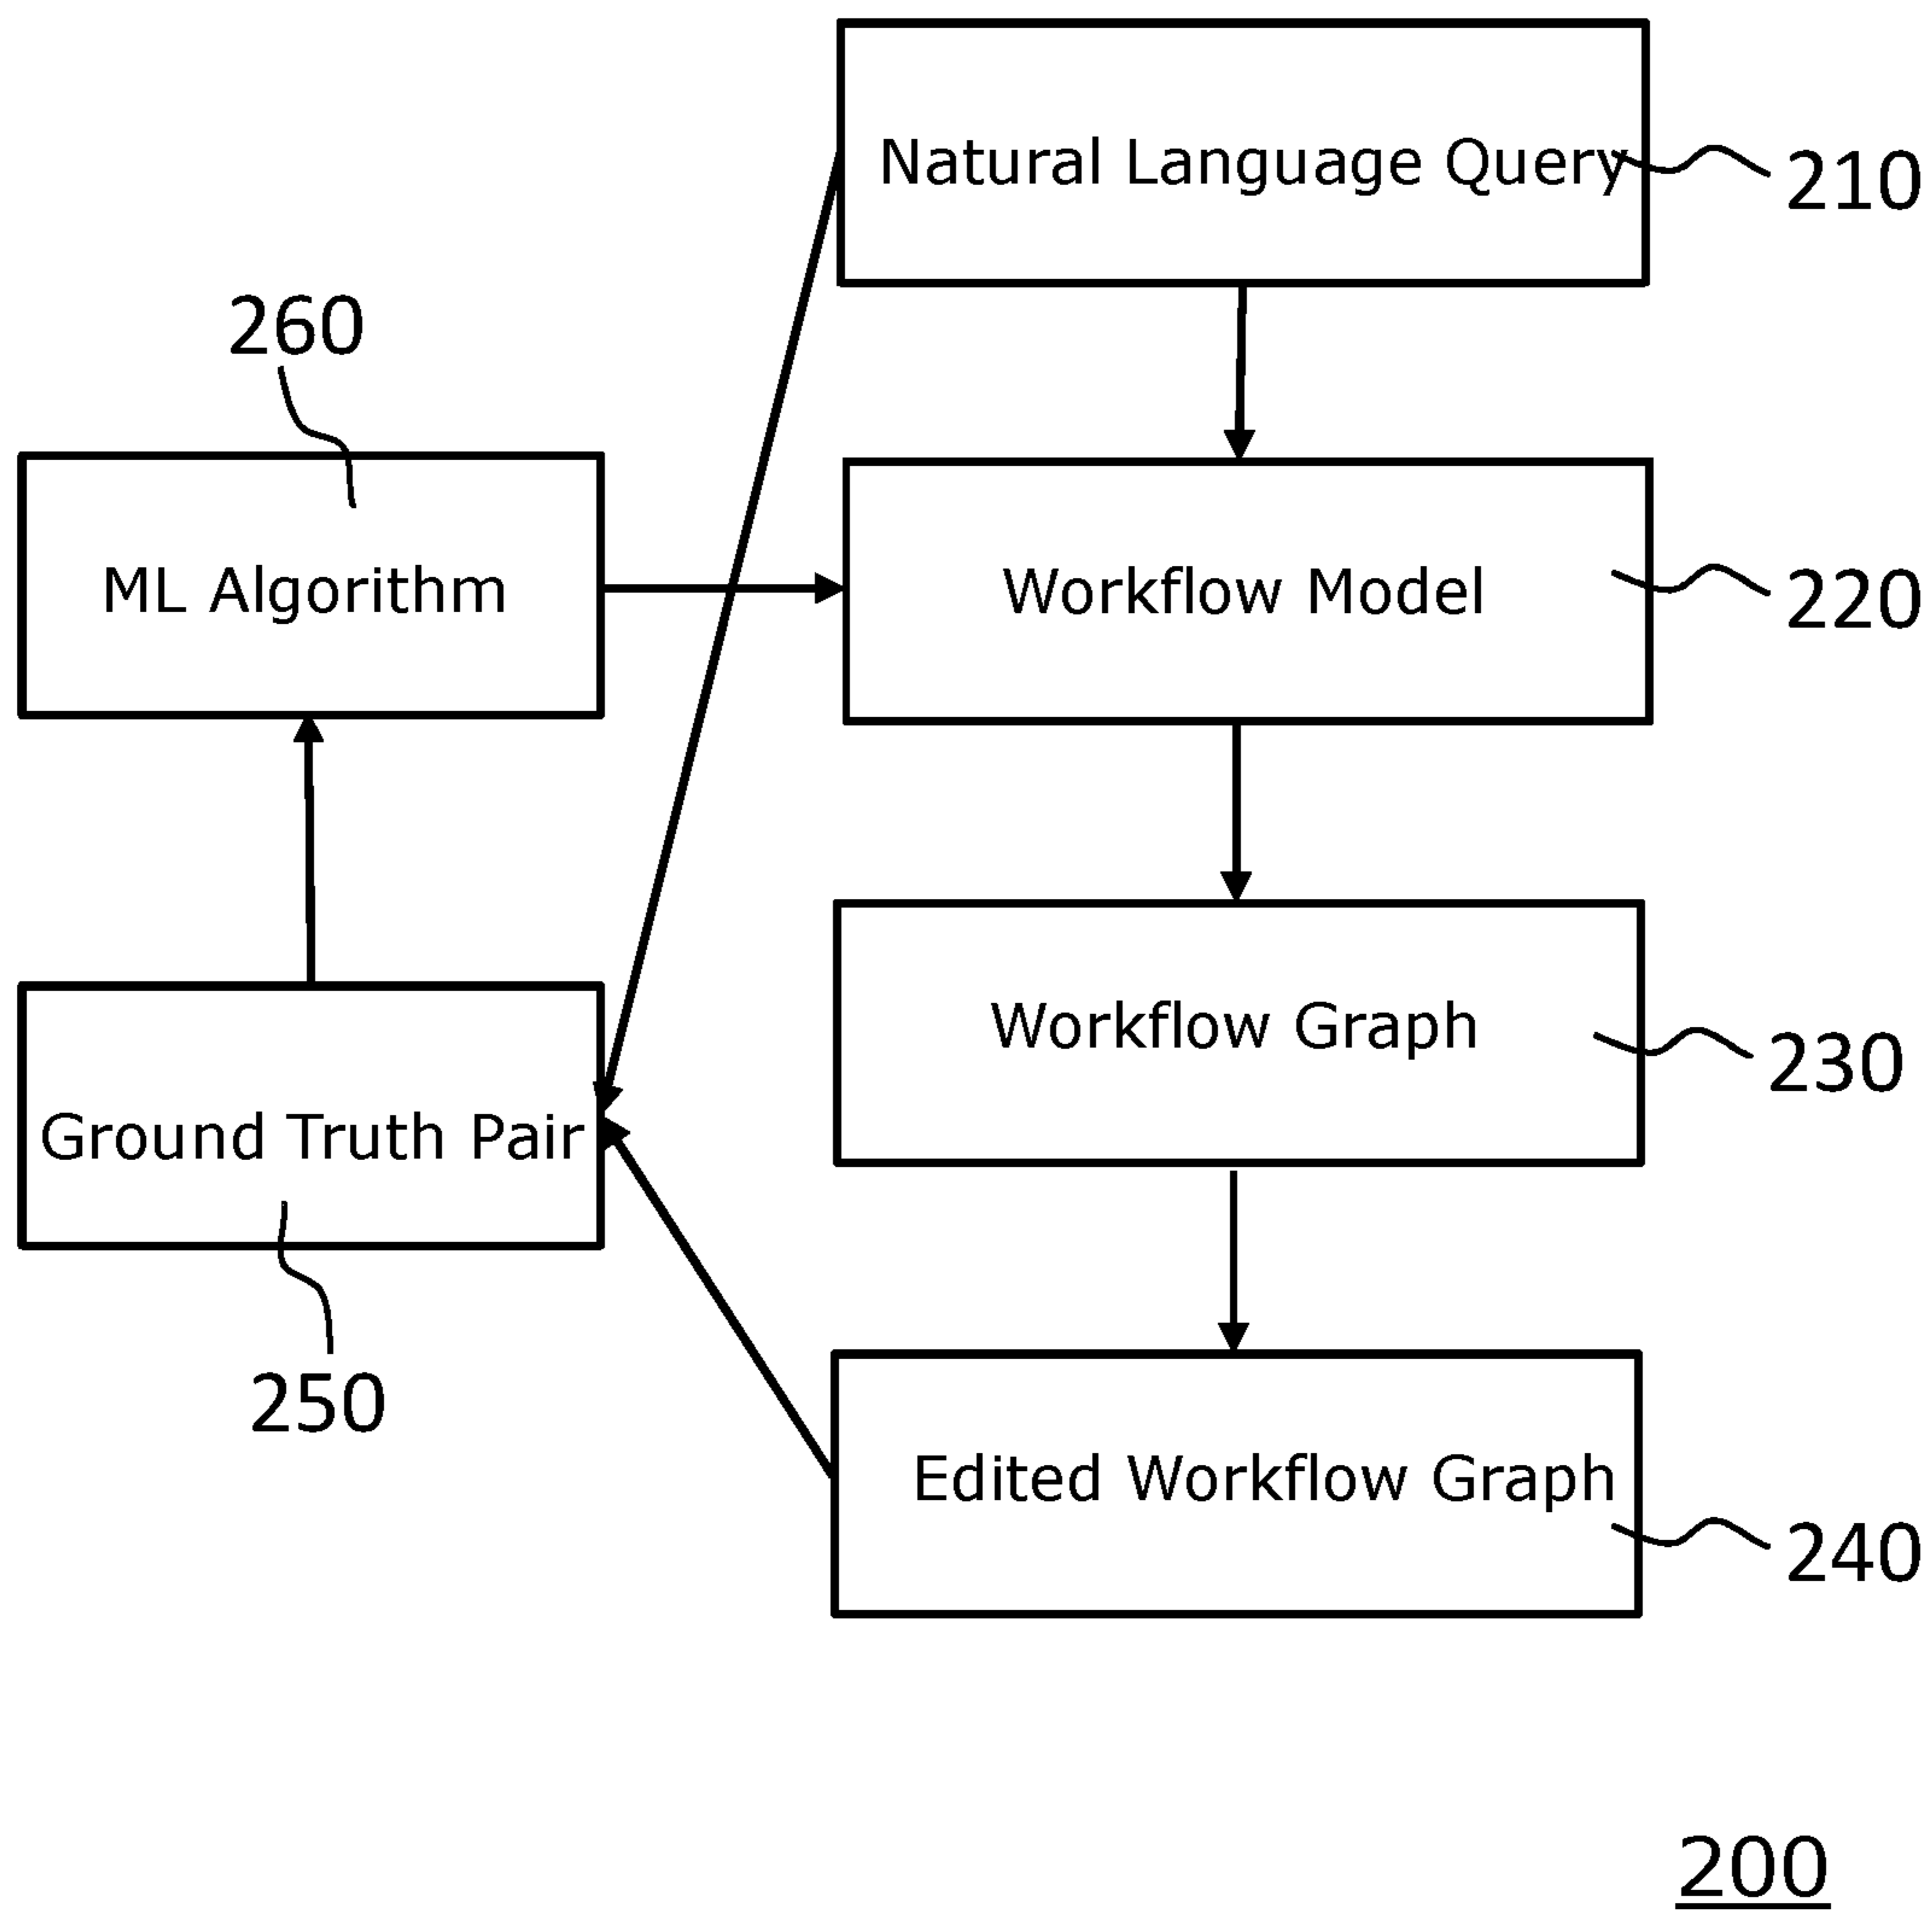 Natural Language Query
210
260
ML Algorithm
Workflow Model
220
Workflow Graph
230
Ground Truth Pair
250
Edited Workflow Graph
240
200